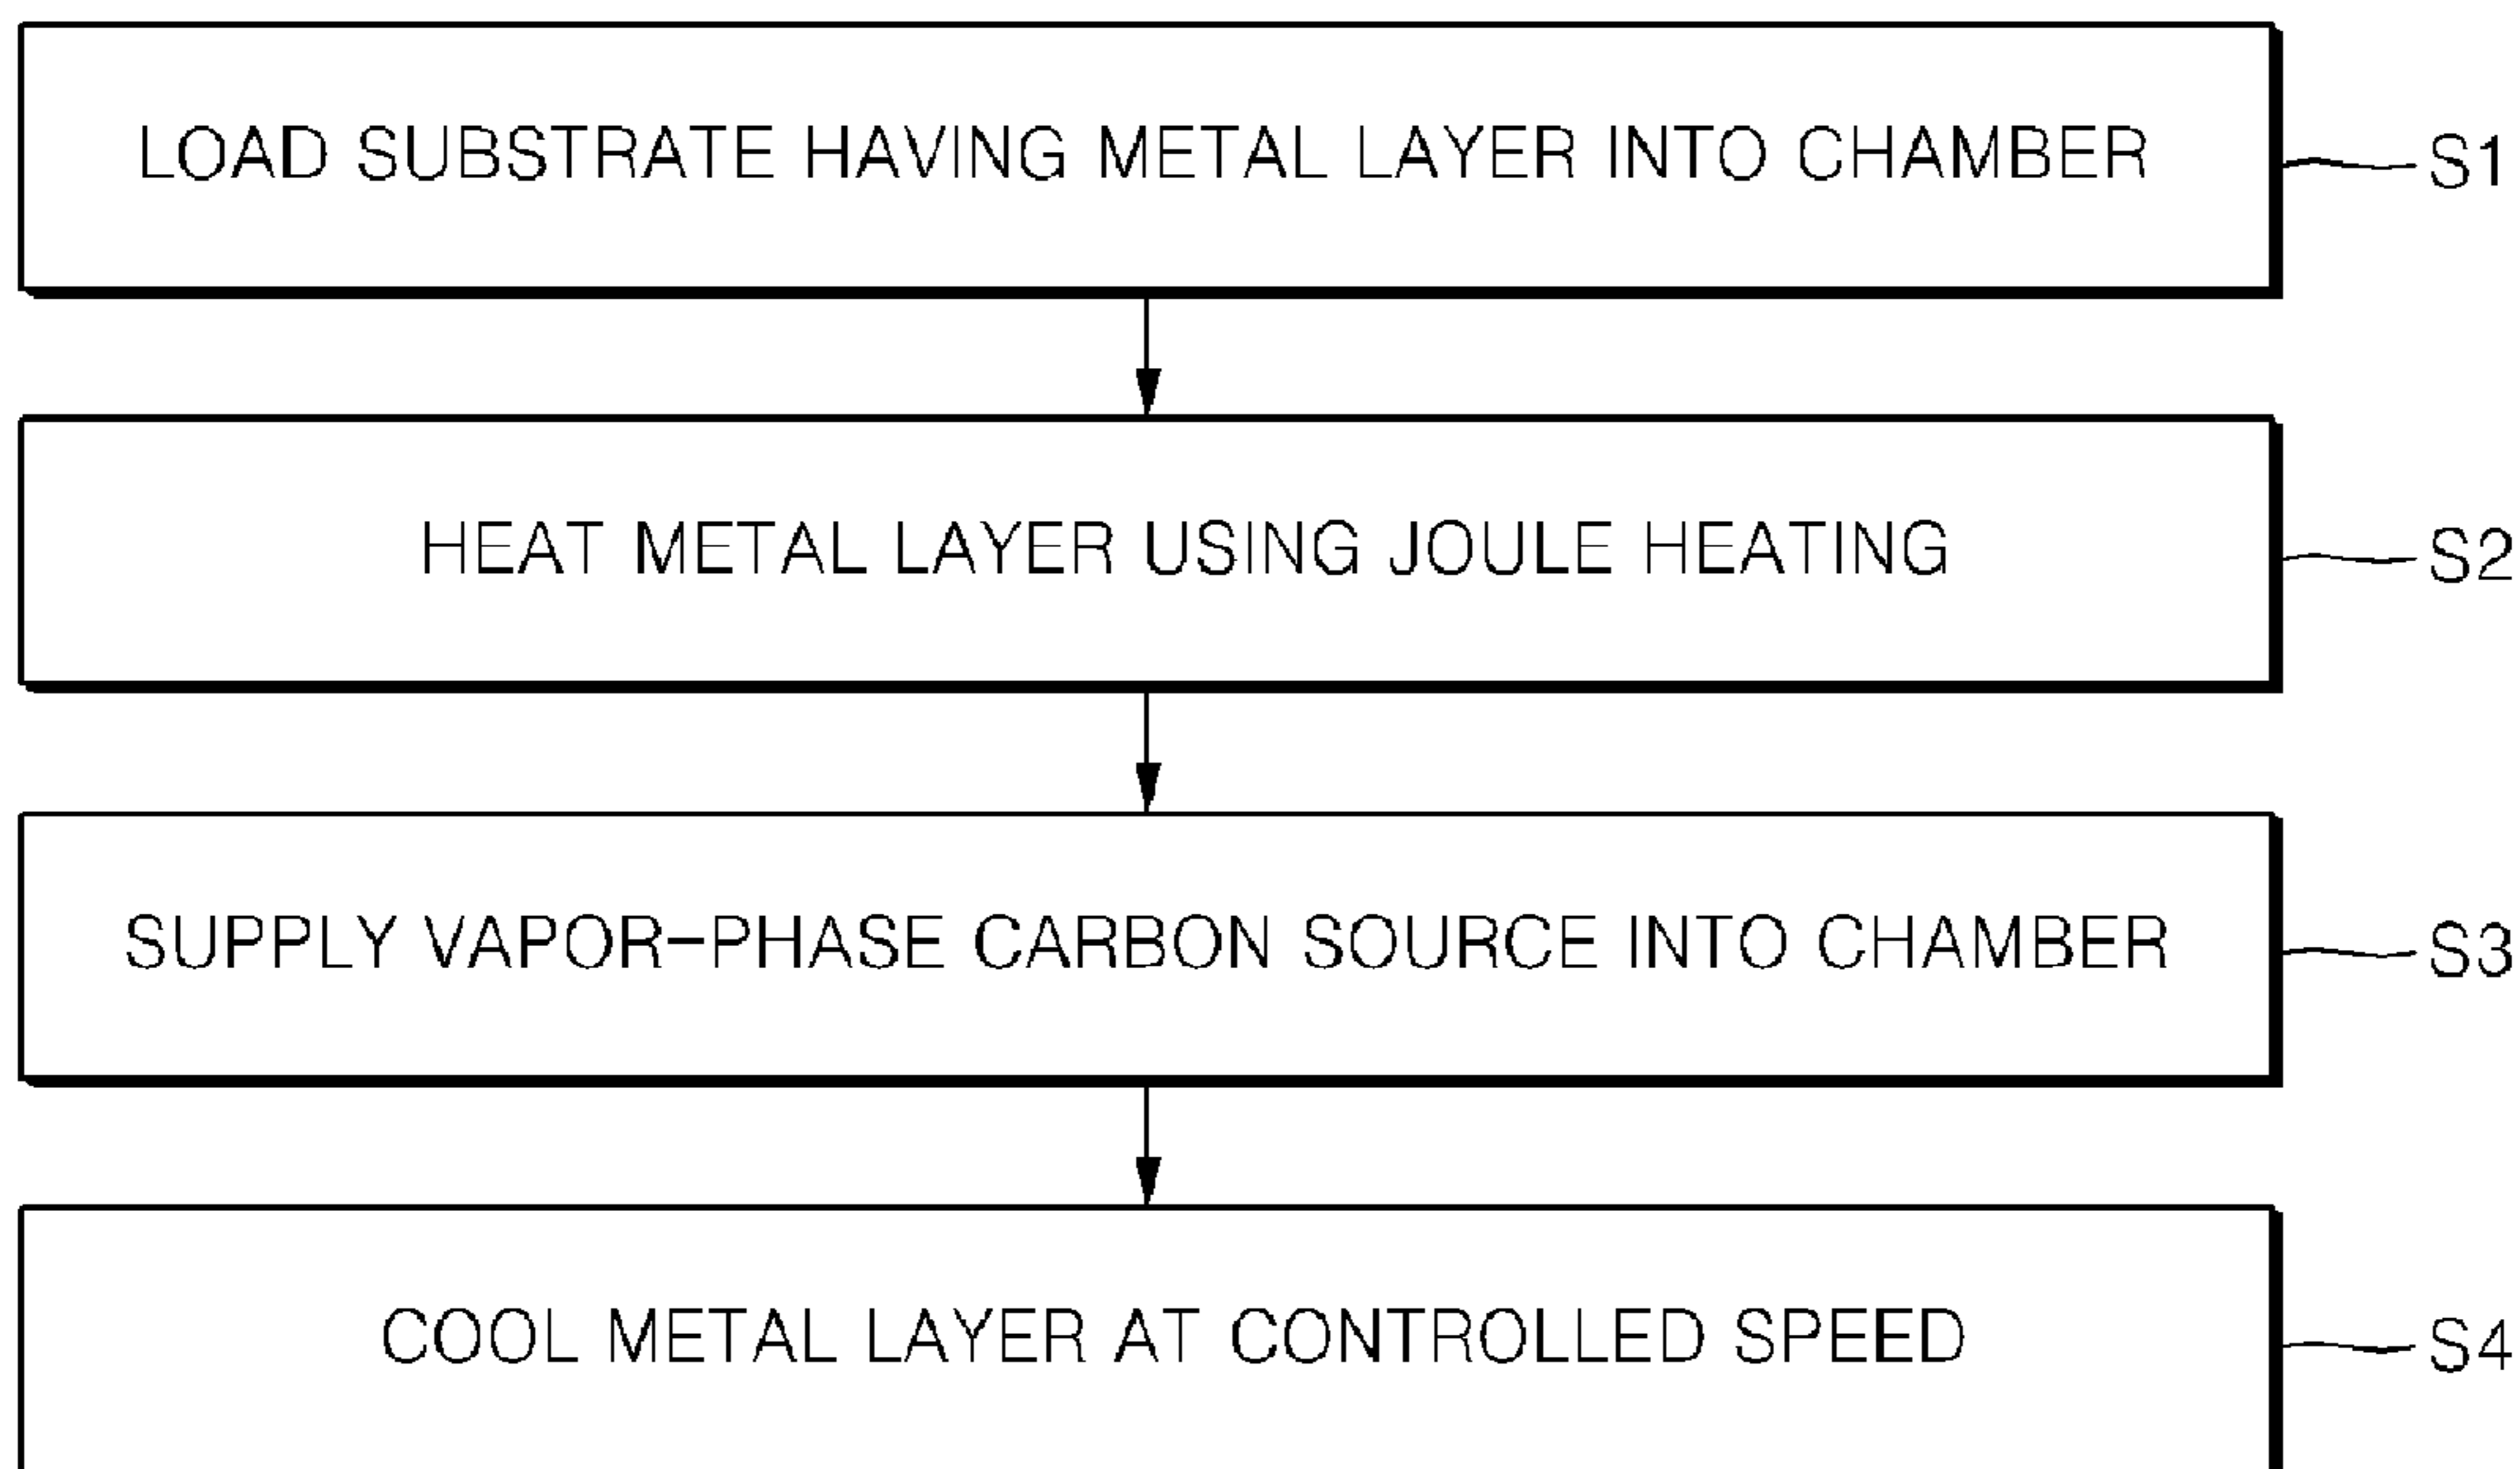 LOAD SUBSTRATE HAVING METAL LAYER INTO CHAMBER S1
HEAT METAL LAYER USING JOULE HEATING S2
SUPPLY VAPOR-PHASE CARBON SOURCE INTO CHAMBER S3
COOL METAL LAYER AT CONTROLLED SPEED S4